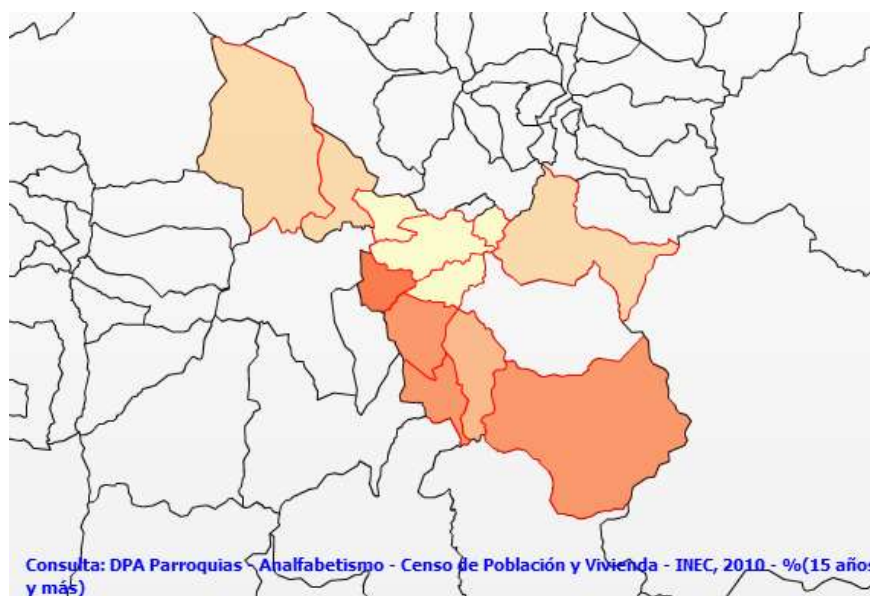 Consulta: DPA Parroquias - Analfabetismo - Censo de Población y Vivienda - INEC, 2010 - %(15 años
y más)